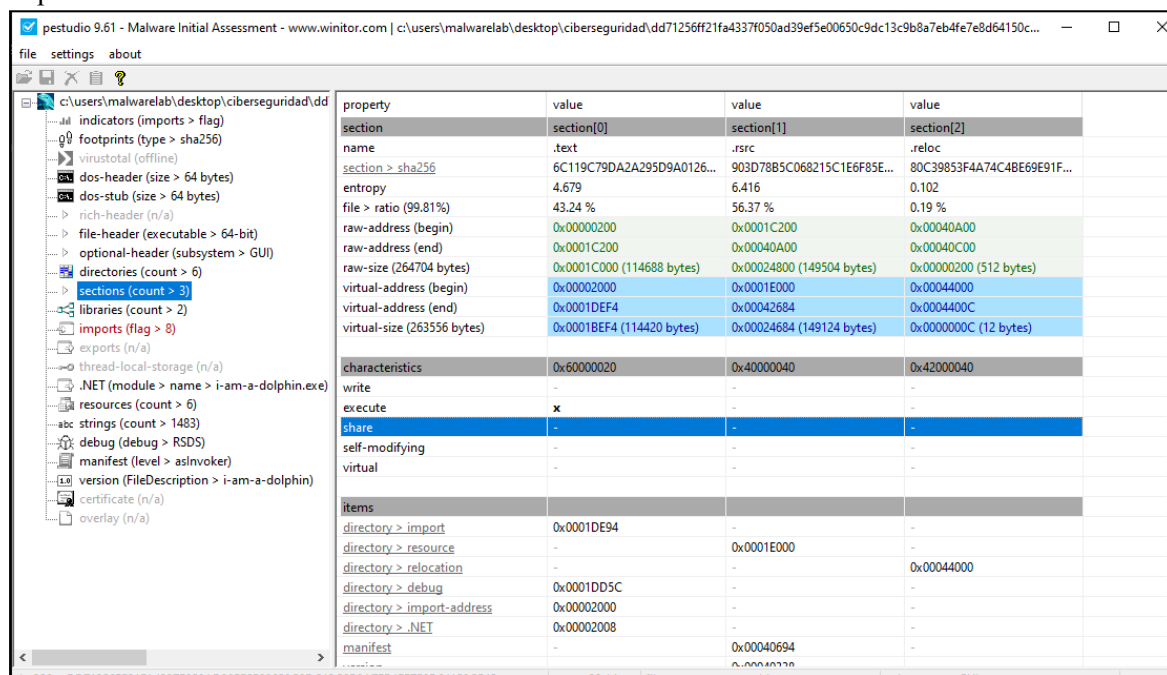 pestudio 9.61 - Malware Initial Assessment - www.winitor.com | c:\users\malwarelab\desktop\ciberseguridad\dd71256ff21fa4337f050ad39ef5e00650c9dc13c9b8a7eb4fe7e8d64150c...
file settings about
c:\users\malwarelab\desktop\ciberseguridad\dd
indicators (imports > flag)
footprints (type > sha256)
virustotal (offline)
dos-header (size > 64 bytes)
dos-stub (size > 64 bytes)
rich-header (n/a)
file-header (executable > 64-bit)
optional-header (subsystem > GUI)
directories (count > 6)
sections (count > 3)
libraries (count > 2)
imports (flag > 8)
exports (n/a)
thread-local-storage (n/a)
.NET (module > name > i-am-a-dolphin.exe)
resources (count > 6)
abc strings (count > 1483)
debug (debug > RSDS)
manifest (level > asInvoker)
1.0 version (FileDescription > i-am-a-dolphin)
certificate (n/a)
overlay (n/a)
property value value value
section section[0] section[1] section[2]
name .text .rsrc .reloc
section > sha256 6C119C79DA2A295D9A0126... 903D78B5C068215C1E6F85E... 80C39853F4A74C4BE69E91F...
entropy 4.679 6.416 0.102
file > ratio (99.81%) 43.24 % 56.37 % 0.19 %
raw-address (begin) 0x00000200 0x0001C200 0x00040A00
raw-address (end) 0x0001C200 0x00040A00 0x00040C00
raw-size (264704 bytes) 0x0001C000 (114688 bytes) 0x00024800 (149504 bytes) 0x00000200 (512 bytes)
virtual-address (begin) 0x00002000 0x0001E000 0x00044000
virtual-address (end) 0x0001DEF4 0x00042684 0x0004400C
virtual-size (263556 bytes) 0x0001BEF4 (114420 bytes) 0x00024684 (149124 bytes) 0x0000000C (12 bytes)
characteristics 0x60000020 0x40000040 0x42000040
write - - -
execute x - -
share - - -
self-modifying - - -
virtual - - -
items
directory > import 0x0001DE94 - -
directory > resource - 0x0001E000 -
directory > relocation - - 0x00044000
directory > debug 0x0001DD5C - -
directory > import-address 0x00002000 - -
directory > .NET 0x00002008 - -
manifest - 0x00040694 -